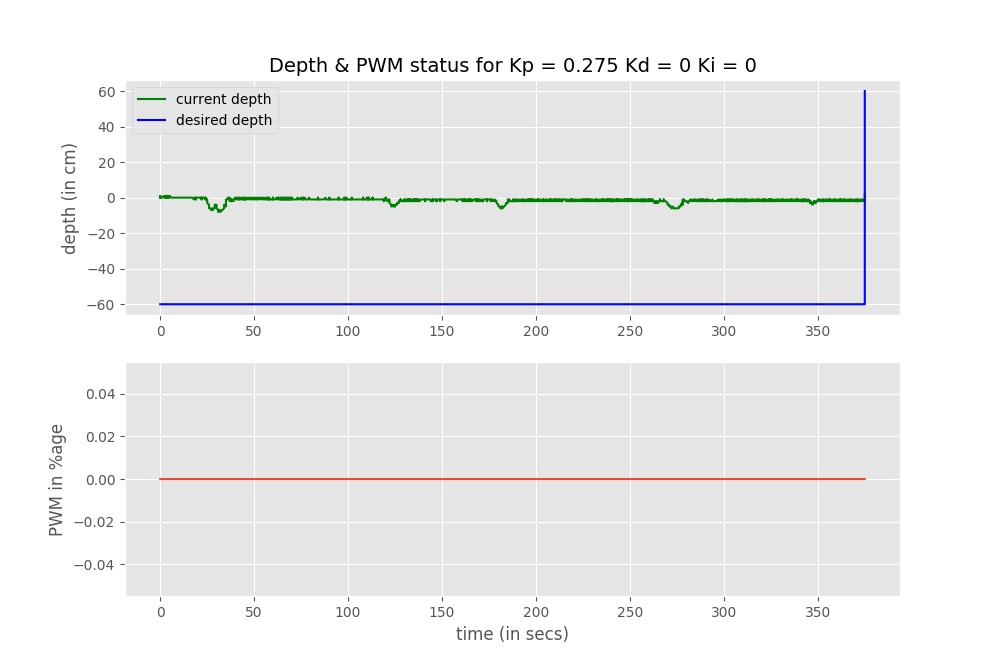 Depth & PWM status for Kp = 0.275 Kd = 0 Ki = 0
current depth
desired depth
depth (in cm)
60
40
20
0
−20
−40
−60
0 50 100 150 200 250 300 350
PWM in %age
0.04
0.02
0.00
−0.02
−0.04
0 50 100 150 200 250 300 350
time (in secs)